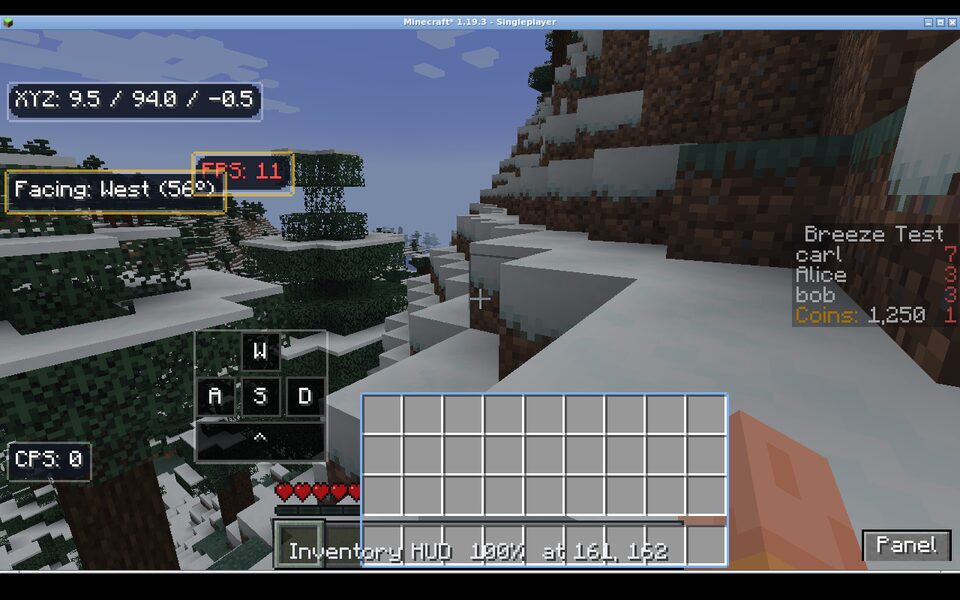 Minecraft* 1.19.3 - Singleplayer
XYZ: 9.5 / 94.0 / -0.5
FPS: 11
Facing: West (56°)
Breeze Test
carl 7
Alice 3
bob 3
Coins: 1,250 1
W
A S D
^
CPS: 0
Inventory HUD 100% at 161, 162
Panel